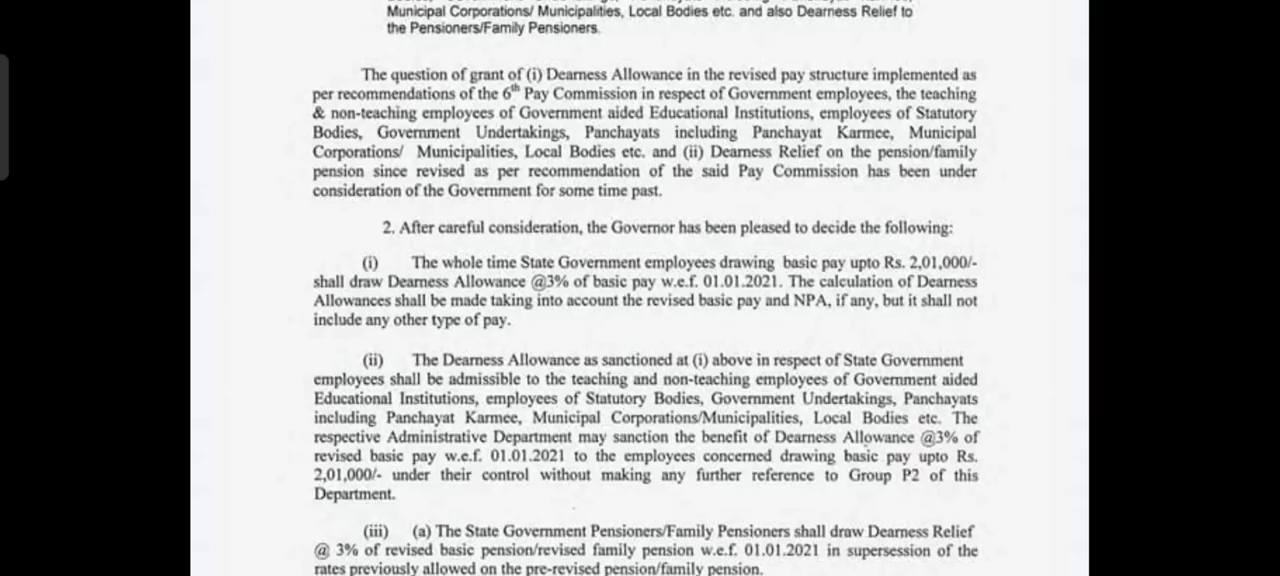 Municipal Corporations/ Municipalities, Local Bodies etc. and also Dearness Relief to
the Pensioners/Family Pensioners.
The question of grant of (i) Dearness Allowance in the revised pay structure implemented as
per recommendations of the 6th Pay Commission in respect of Government employees, the teaching
& non-teaching employees of Government aided Educational Institutions, employees of Statutory
Bodies, Government Undertakings, Panchayats including Panchayat Karmee, Municipal
Corporations/ Municipalities, Local Bodies etc. and (ii) Dearness Relief on the pension/family
pension since revised as per recommendation of the said Pay Commission has been under
consideration of the Government for some time past.
2. After careful consideration, the Governor has been pleased to decide the following:
(i) The whole time State Government employees drawing basic pay upto Rs. 2,01,000/-
shall draw Dearness Allowance @3% of basic pay w.e.f. 01.01.2021. The calculation of Dearness
Allowances shall be made taking into account the revised basic pay and NPA, if any, but it shall not
include any other type of pay.
(ii) The Dearness Allowance as sanctioned at (i) above in respect of State Government
employees shall be admissible to the teaching and non-teaching employees of Government aided
Educational Institutions, employees of Statutory Bodies, Government Undertakings, Panchayats
including Panchayat Karmee, Municipal Corporations/Municipalities, Local Bodies etc. The
respective Administrative Department may sanction the benefit of Dearness Allowance @3% of
revised basic pay w.e.f. 01.01.2021 to the employees concerned drawing basic pay upto Rs.
2,01,000/- under their control without making any further reference to Group P2 of this
Department.
(iii) (a) The State Government Pensioners/Family Pensioners shall draw Dearness Relief
@ 3% of revised basic pension/revised family pension w.e.f. 01.01.2021 in supersession of the
rates previously allowed on the pre-revised pension/family pension.